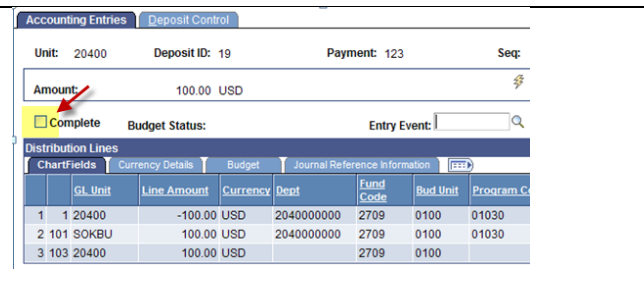 Accounting Entries Deposit Control
Unit: 20400 Deposit ID: 19 Payment: 123 Seq:
Amount: 100.00 USD
Complete Budget Status: Entry Event:
Distribution Lines
ChartFields Currency Details Budget Journal Reference Information
GL Unit Line Amount Currency Dept Fund Code Bud Unit Program Co
1 1 20400 -100.00 USD 2040000000 2709 0100 01030
2 101 SOKBU 100.00 USD 2040000000 2709 0100 01030
3 103 20400 100.00 USD 2709 0100